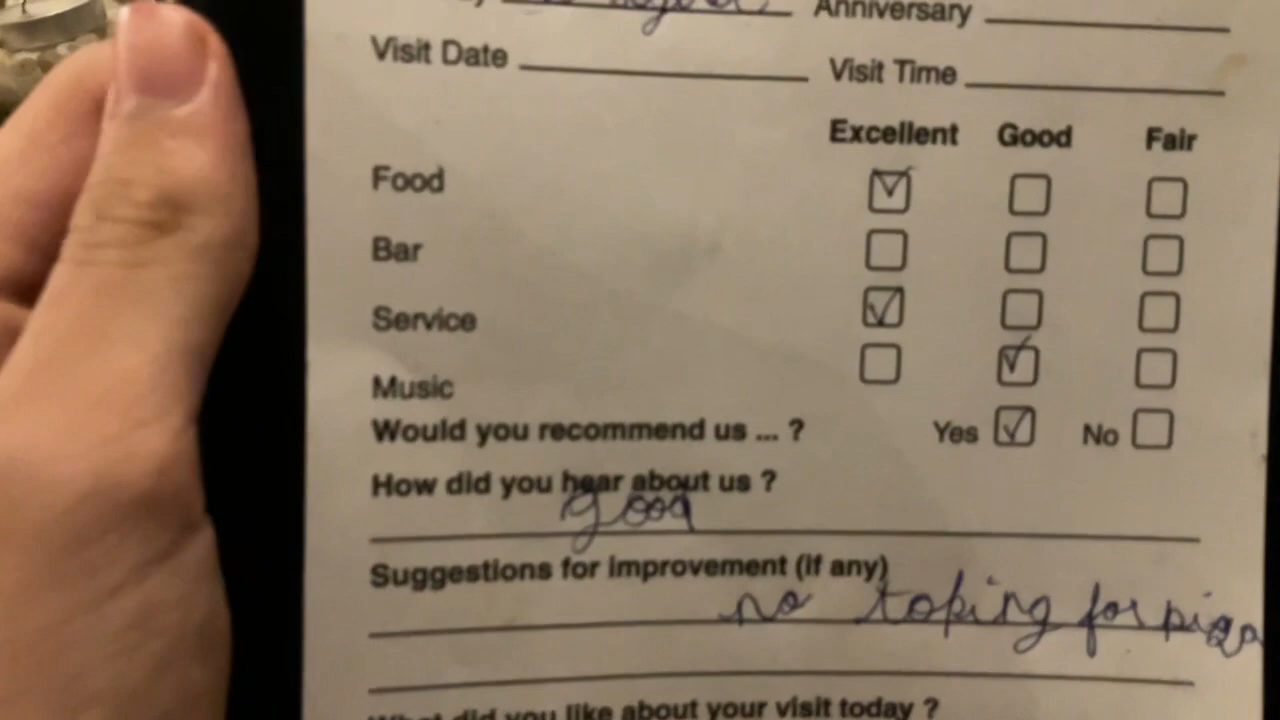 Anniversary
Visit Date Visit Time
Excellent Good Fair
Food
Bar
Service
Music
Would you recommend us ... ? Yes No
How did you hear about us ?
good
Suggestions for improvement (if any)
no toping for piza
What did you like about your visit today ?